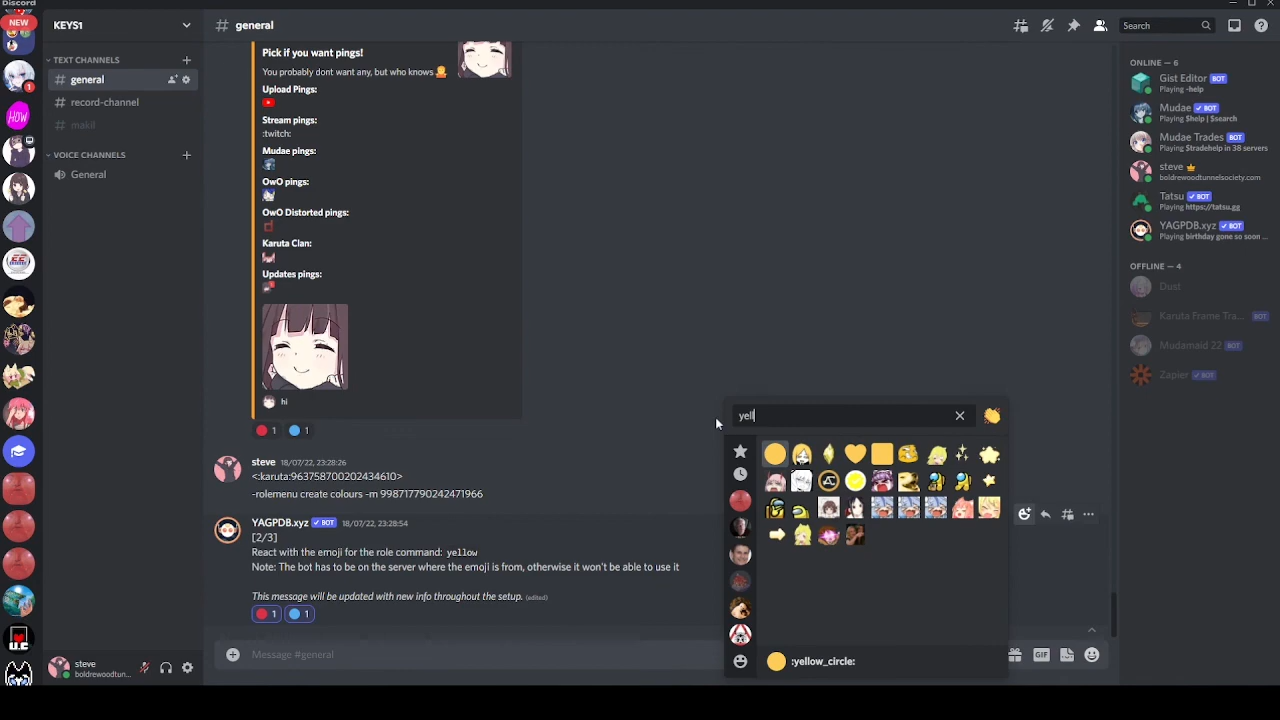 Discord
NEW
KEYS1
# general
Search
TEXT CHANNELS
# general
# record-channel
# makil
VOICE CHANNELS
General
HOW
1
Pick if you want pings!
You probably dont want any, but who knows
Upload Pings:
Stream pings:
:twitch:
Mudae pings:
OwO pings:
OwO Distorted pings:
Karuta Clan:
Updates pings:
hi
1
1
steve 18/07/22, 23:28:26
<:karuta:963758700202434610>
-rolemenu create colours -m 998717790242471966
YAGPDB.xyz BOT 18/07/22, 23:28:54
[2/3]
React with the emoji for the role command: yellow
Note: The bot has to be on the server where the emoji is from, otherwise it won't be able to use it
This message will be updated with new info throughout the setup. (edited)
1
1
Message #general
GIF
yell
:yellow_circle:
steve
boldrewoodtun...
ONLINE — 6
Gist Editor BOT
Playing -help
Mudae BOT
Playing $help | $search
Mudae Trades BOT
Playing $tradehelp in 38 servers
steve
boldrewoodtunnelsociety.com
Tatsu BOT
Playing https://tatsu.gg
YAGPDB.xyz BOT
Playing birthday gone so soon ...
OFFLINE — 4
Dust
Karuta Frame Tra... BOT
Mudamaid 22 BOT
Zapier BOT